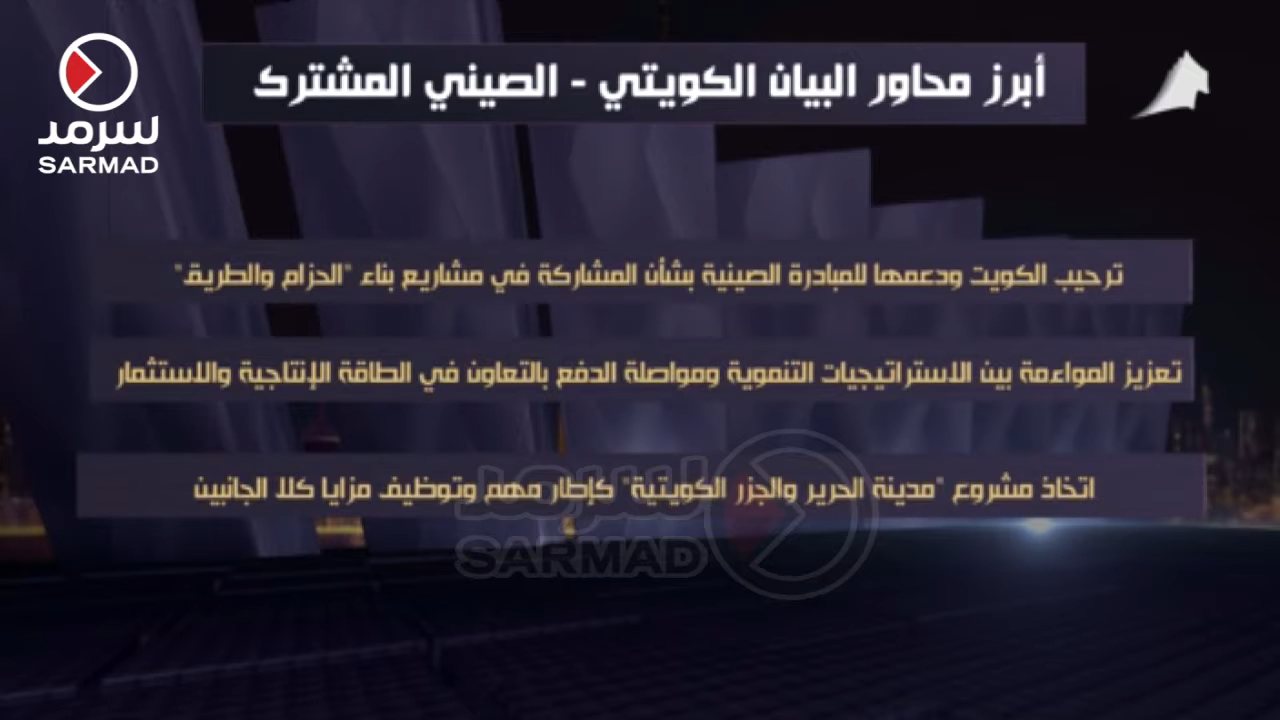 سرمد
SARMAD
أبرز محاور البيان الكويتي - الصيني المشترك
ترحيب الكويت ودعمها للمبادرة الصينية بشأن المشاركة في مشاريع بناء "الحزام والطريق"
تعزيز المواءمة بين الاستراتيجيات التنموية ومواصلة الدفع بالتعاون في الطاقة الإنتاجية والاستثمار
اتخاذ مشروع "مدينة الحرير والجزر الكويتية" كإطار مهم وتوظيف مزايا كلا الجانبين
سرمد
SARMAD